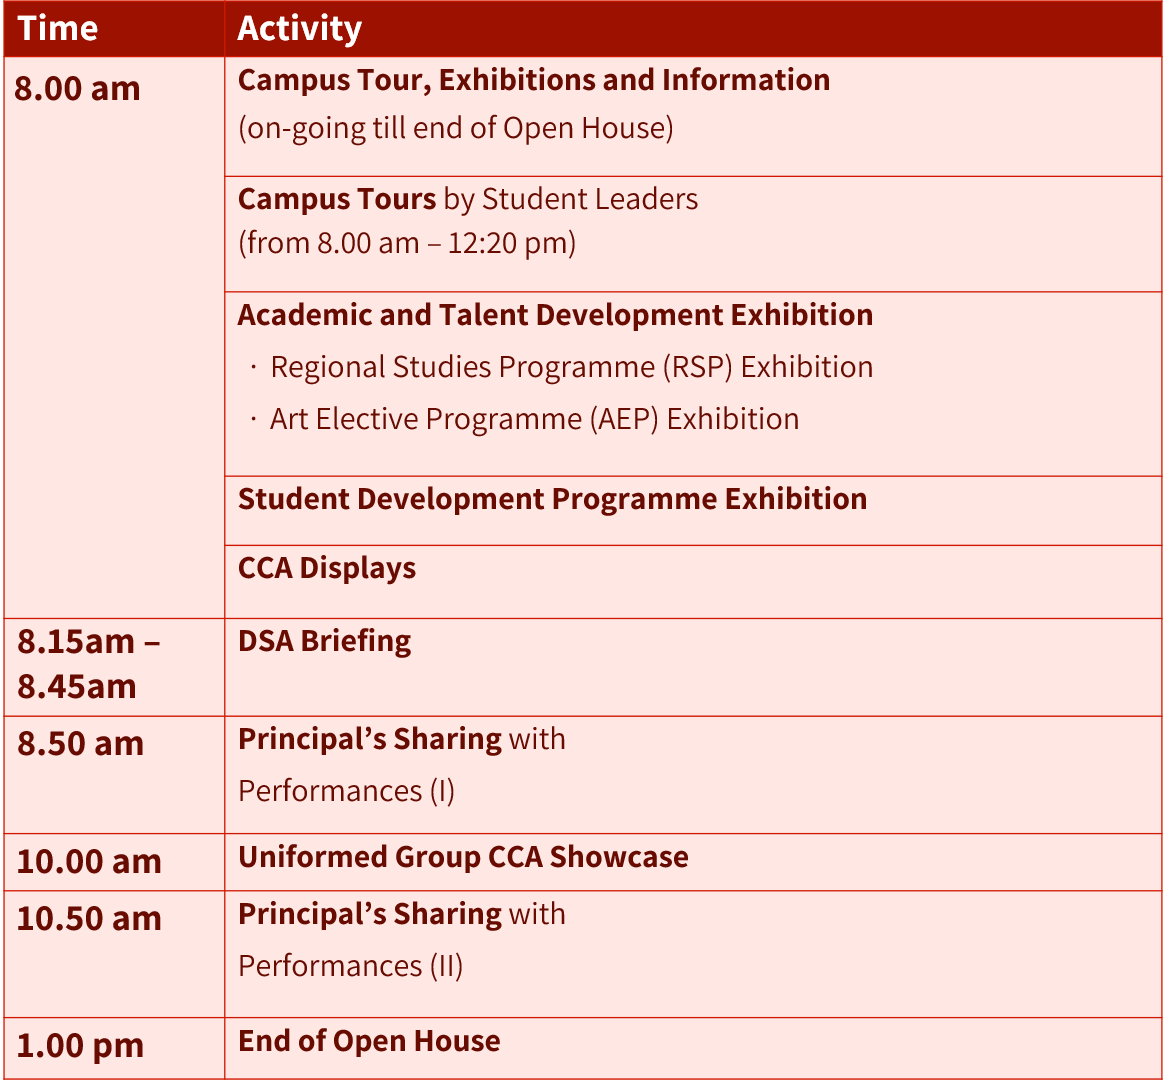 Time Activity
8.00 am Campus Tour, Exhibitions and Information
(on-going till end of Open House)
Campus Tours by Student Leaders
(from 8.00 am – 12:20 pm)
Academic and Talent Development Exhibition
· Regional Studies Programme (RSP) Exhibition
· Art Elective Programme (AEP) Exhibition
Student Development Programme Exhibition
CCA Displays
8.15am –
8.45am
DSA Briefing
8.50 am Principal’s Sharing with
Performances (I)
10.00 am Uniformed Group CCA Showcase
10.50 am Principal’s Sharing with
Performances (II)
1.00 pm End of Open House